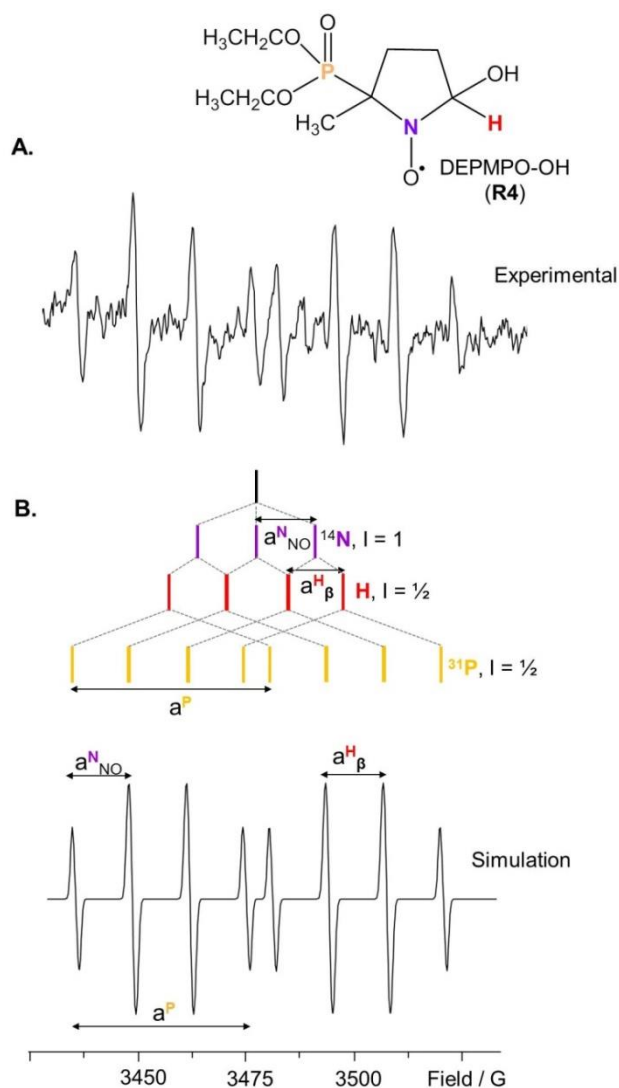 O
H₃CH₂CO
P
OH
H₃CH₂CO
H₃C
N
H
O•
DEPMPO-OH
(R4)
A.
Experimental
B.
aᴺNO ¹⁴N, I = 1
aᴴβ H, I = ½
³¹P, I = ½
aᴾ
aᴺNO aᴴβ
Simulation
aᴾ
3450 3475 3500 Field / G